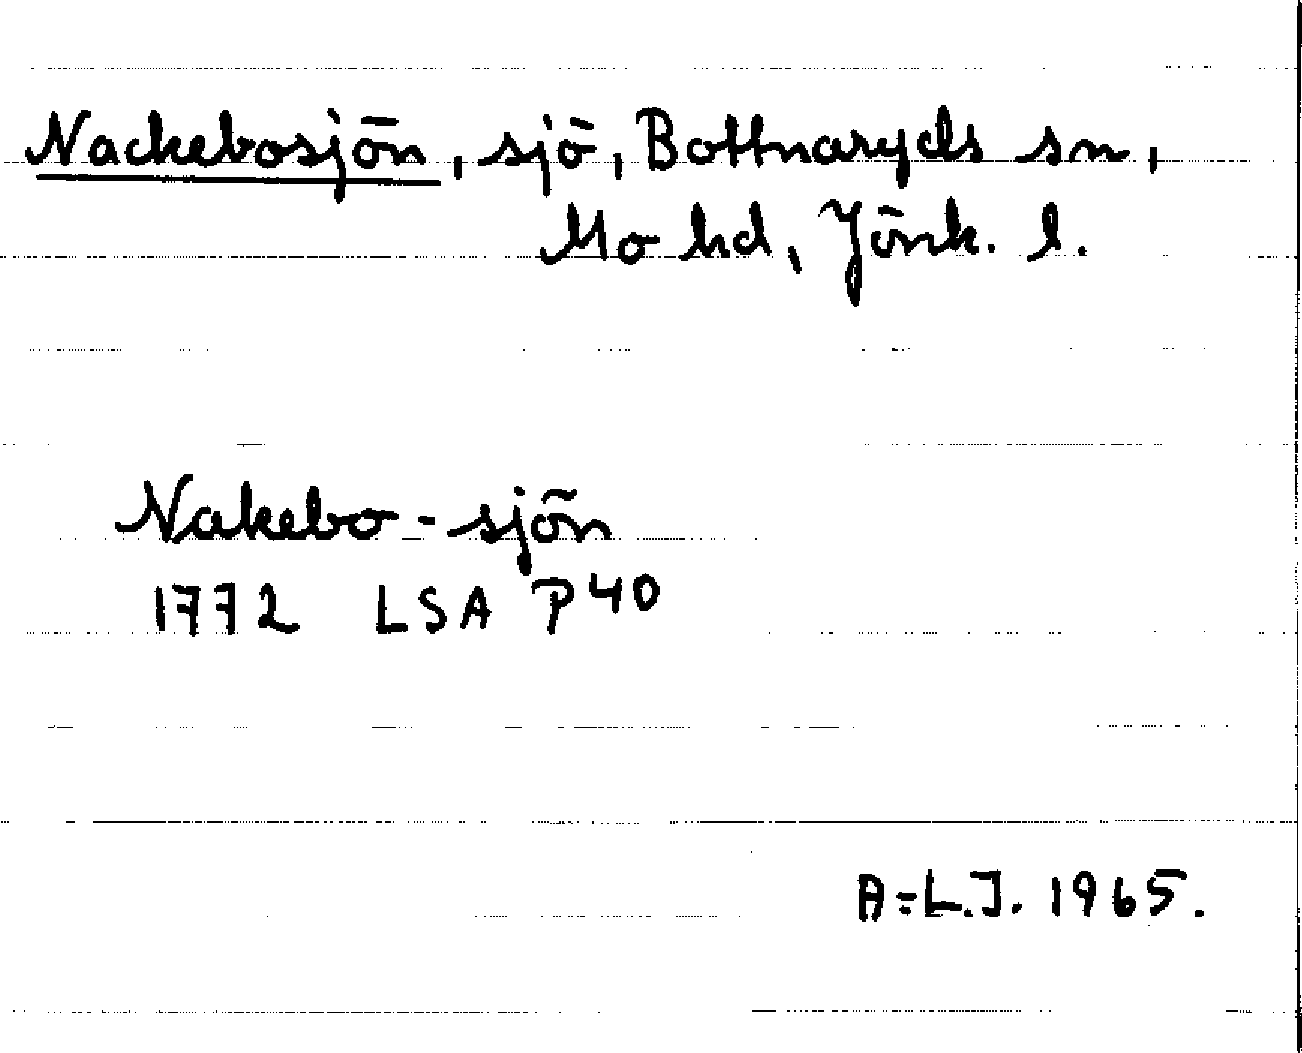 Nackebosjön, sjö, Bottnaryds sn,
Mo hd, Jönk. l.
Nakebo-sjön
1772 LSA P40
A-L.J. 1965.